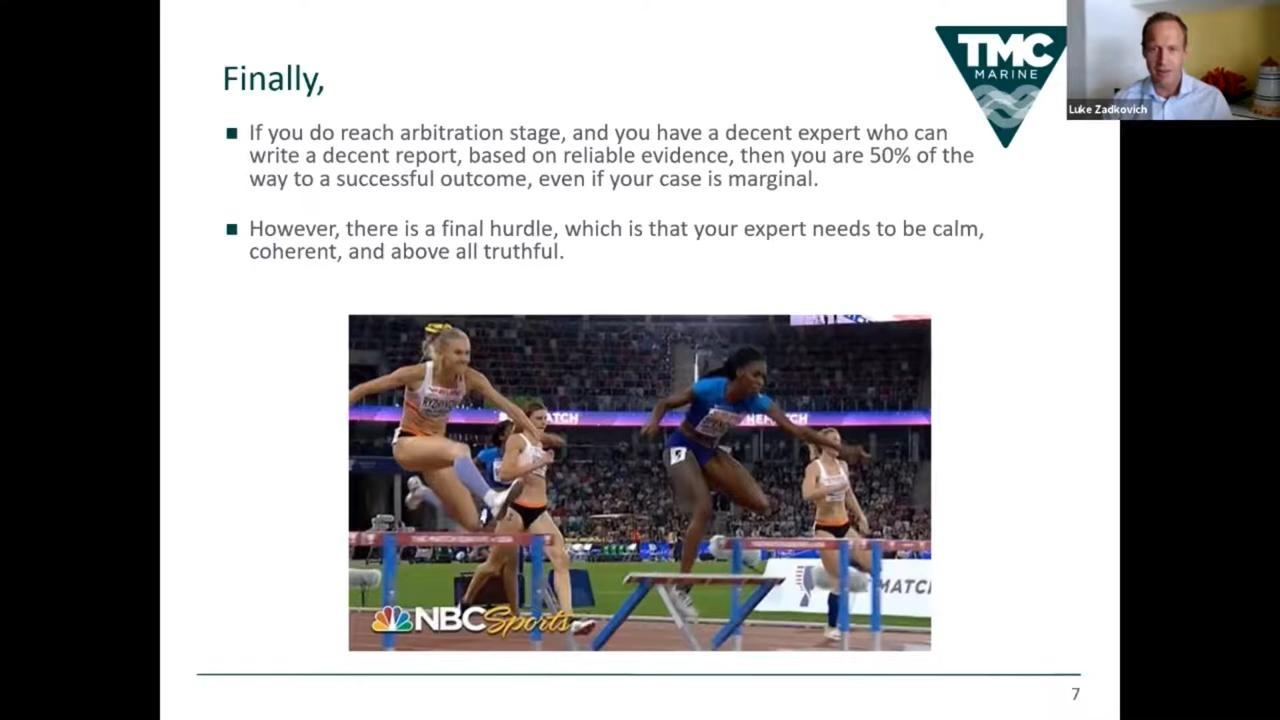 TMC
MARINE
Luke Zadkovich
Finally,
If you do reach arbitration stage, and you have a decent expert who can
write a decent report, based on reliable evidence, then you are 50% of the
way to a successful outcome, even if your case is marginal.
However, there is a final hurdle, which is that your expert needs to be calm,
coherent, and above all truthful.
MATCH
NBC Sports
7